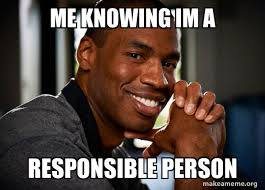 ME KNOWING IM A
RESPONSIBLE PERSON
makeameme.org